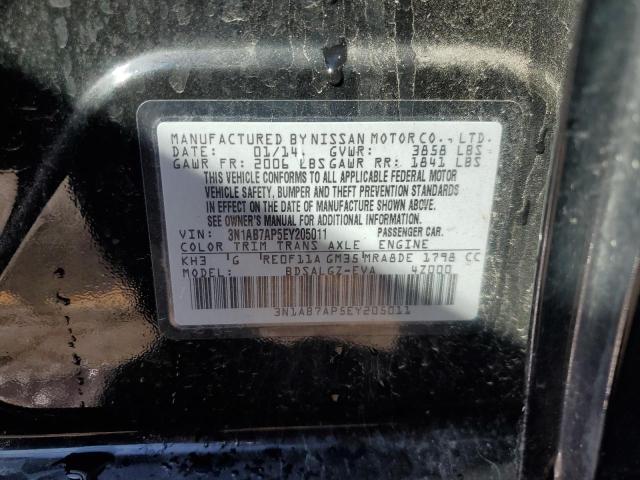 MANUFACTURED BY NISSAN MOTOR CO., LTD.
DATE: 01/14. GVWR: 3858 LBS
GAWR FR: 2006 LBS GAWR RR: 1841 LBS
THIS VEHICLE CONFORMS TO ALL APPLICABLE FEDERAL MOTOR
VEHICLE SAFETY, BUMPER AND THEFT PREVENTION STANDARDS
IN EFFECT ON THE DATE OF MANUFACTURE SHOWN ABOVE.
SEE OWNER'S MANUAL FOR ADDITIONAL INFORMATION.
VIN: 3N1AB7AP5EY205011 PASSENGER CAR.
COLOR TRIM TRANS AXLE ENGINE
KH3 G RE0F11A GM35 MRA8DE 1798 CC
MODEL: BDSALGZ-EVA 4Z000
3N1AB7AP5EY205011